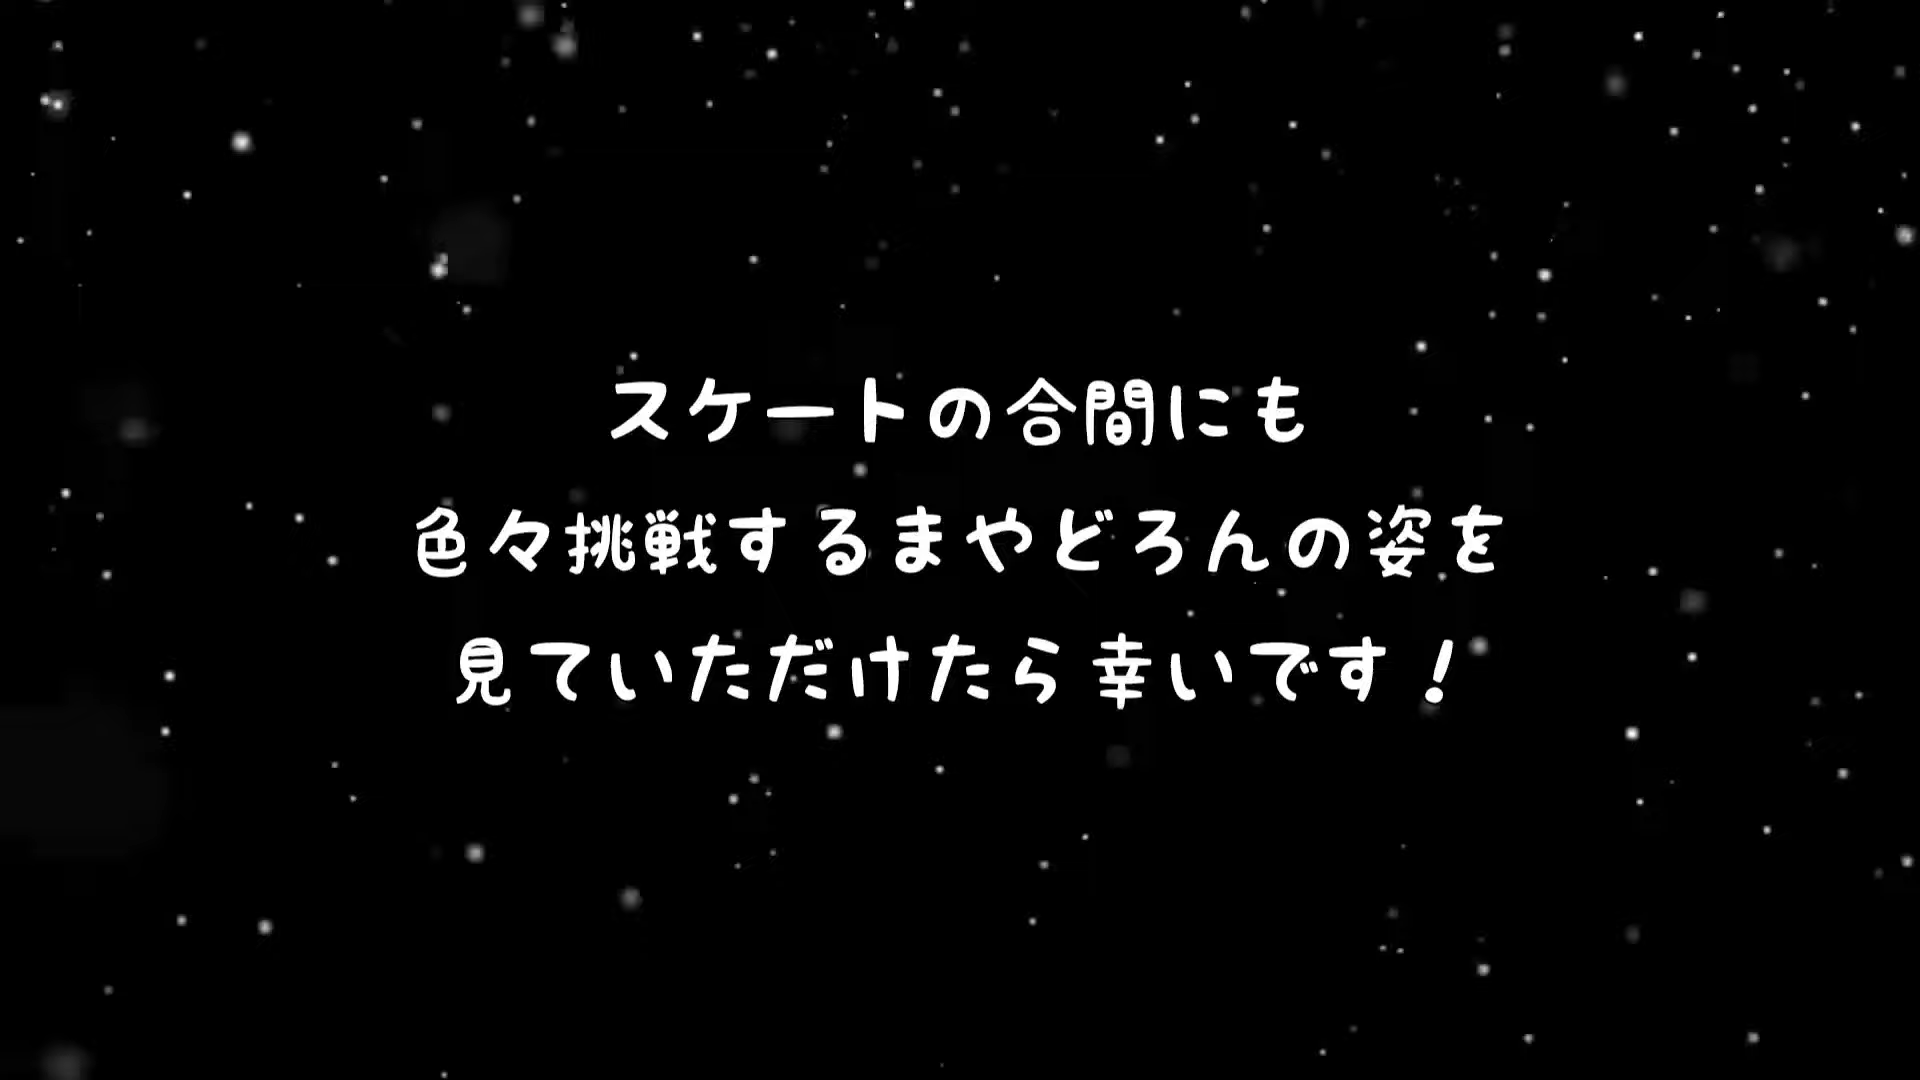 スケートの合間にも
色々挑戦するまやどろんの姿を
見ていただけたら幸いです！